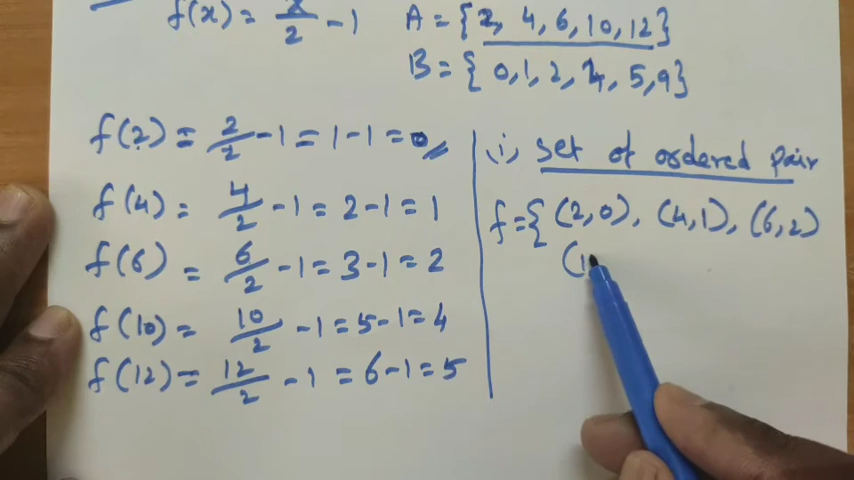 f(x) = x/2 - 1
A = {2, 4, 6, 10, 12}
B = {0, 1, 2, 4, 5, 9}
f(2) = 2/2 - 1 = 1 - 1 = 0
f(4) = 4/2 - 1 = 2 - 1 = 1
f(6) = 6/2 - 1 = 3 - 1 = 2
f(10) = 10/2 - 1 = 5 - 1 = 4
f(12) = 12/2 - 1 = 6 - 1 = 5
(i) set of ordered pair
f = { (2,0), (4,1), (6,2)
(1